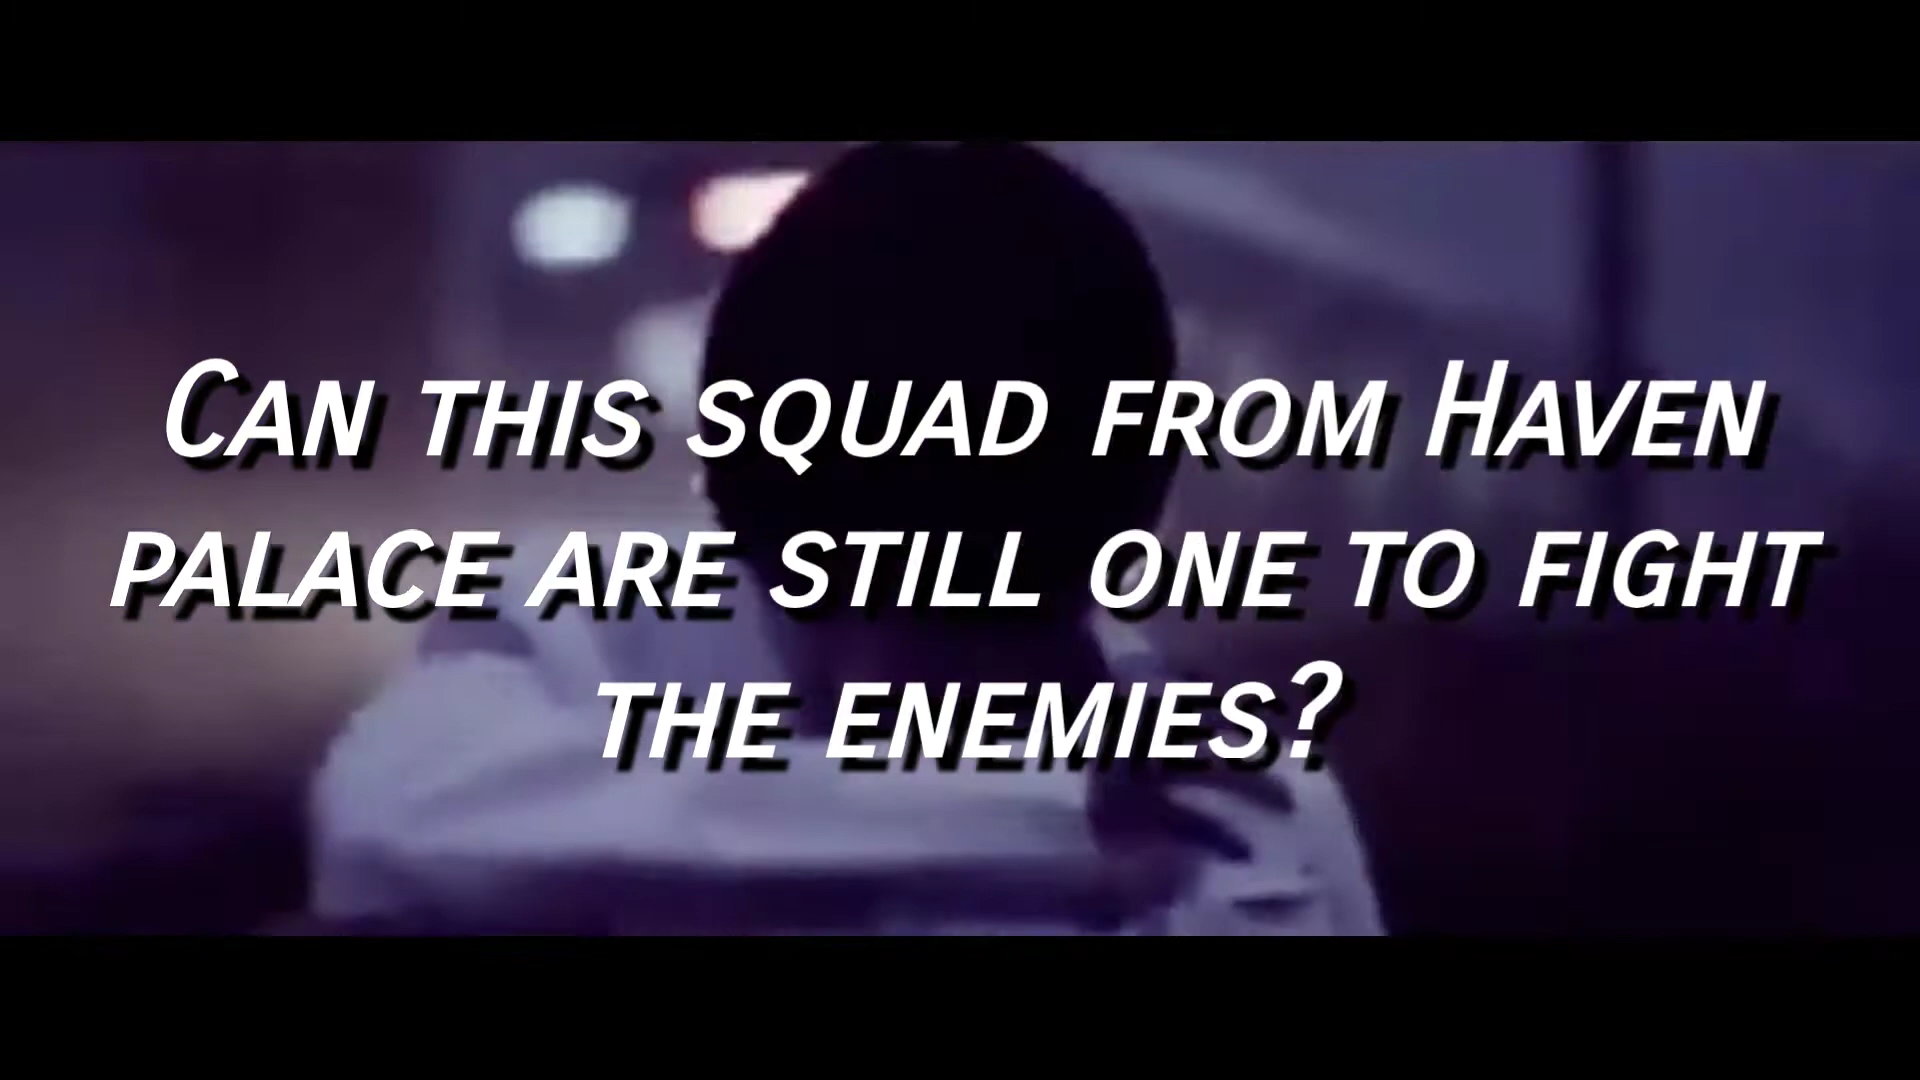 Can this squad from Haven
palace are still one to fight
the enemies?